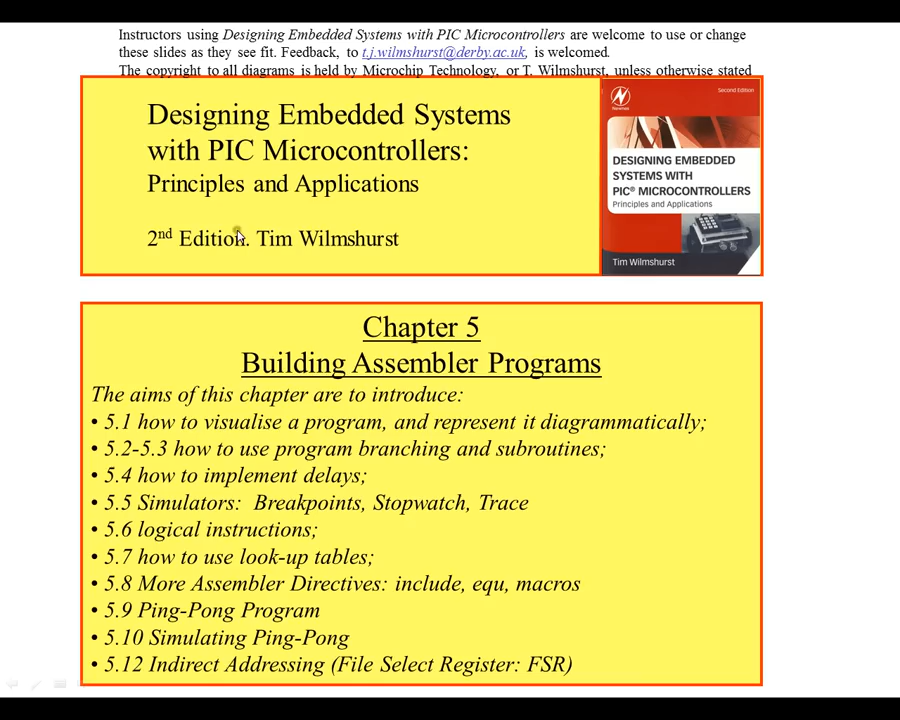 Instructors using Designing Embedded Systems with PIC Microcontrollers are welcome to use or change
these slides as they see fit. Feedback, to t.j.wilmshurst@derby.ac.uk, is welcomed.
The copyright to all diagrams is held by Microchip Technology, or T. Wilmshurst, unless otherwise stated
Designing Embedded Systems
with PIC Microcontrollers:
Principles and Applications
2nd Edition. Tim Wilmshurst
Newnes
Second Edition
DESIGNING EMBEDDED
SYSTEMS WITH
PIC® MICROCONTROLLERS
Principles and Applications
Tim Wilmshurst
Chapter 5
Building Assembler Programs
The aims of this chapter are to introduce:
• 5.1 how to visualise a program, and represent it diagrammatically;
• 5.2-5.3 how to use program branching and subroutines;
• 5.4 how to implement delays;
• 5.5 Simulators: Breakpoints, Stopwatch, Trace
• 5.6 logical instructions;
• 5.7 how to use look-up tables;
• 5.8 More Assembler Directives: include, equ, macros
• 5.9 Ping-Pong Program
• 5.10 Simulating Ping-Pong
• 5.12 Indirect Addressing (File Select Register: FSR)